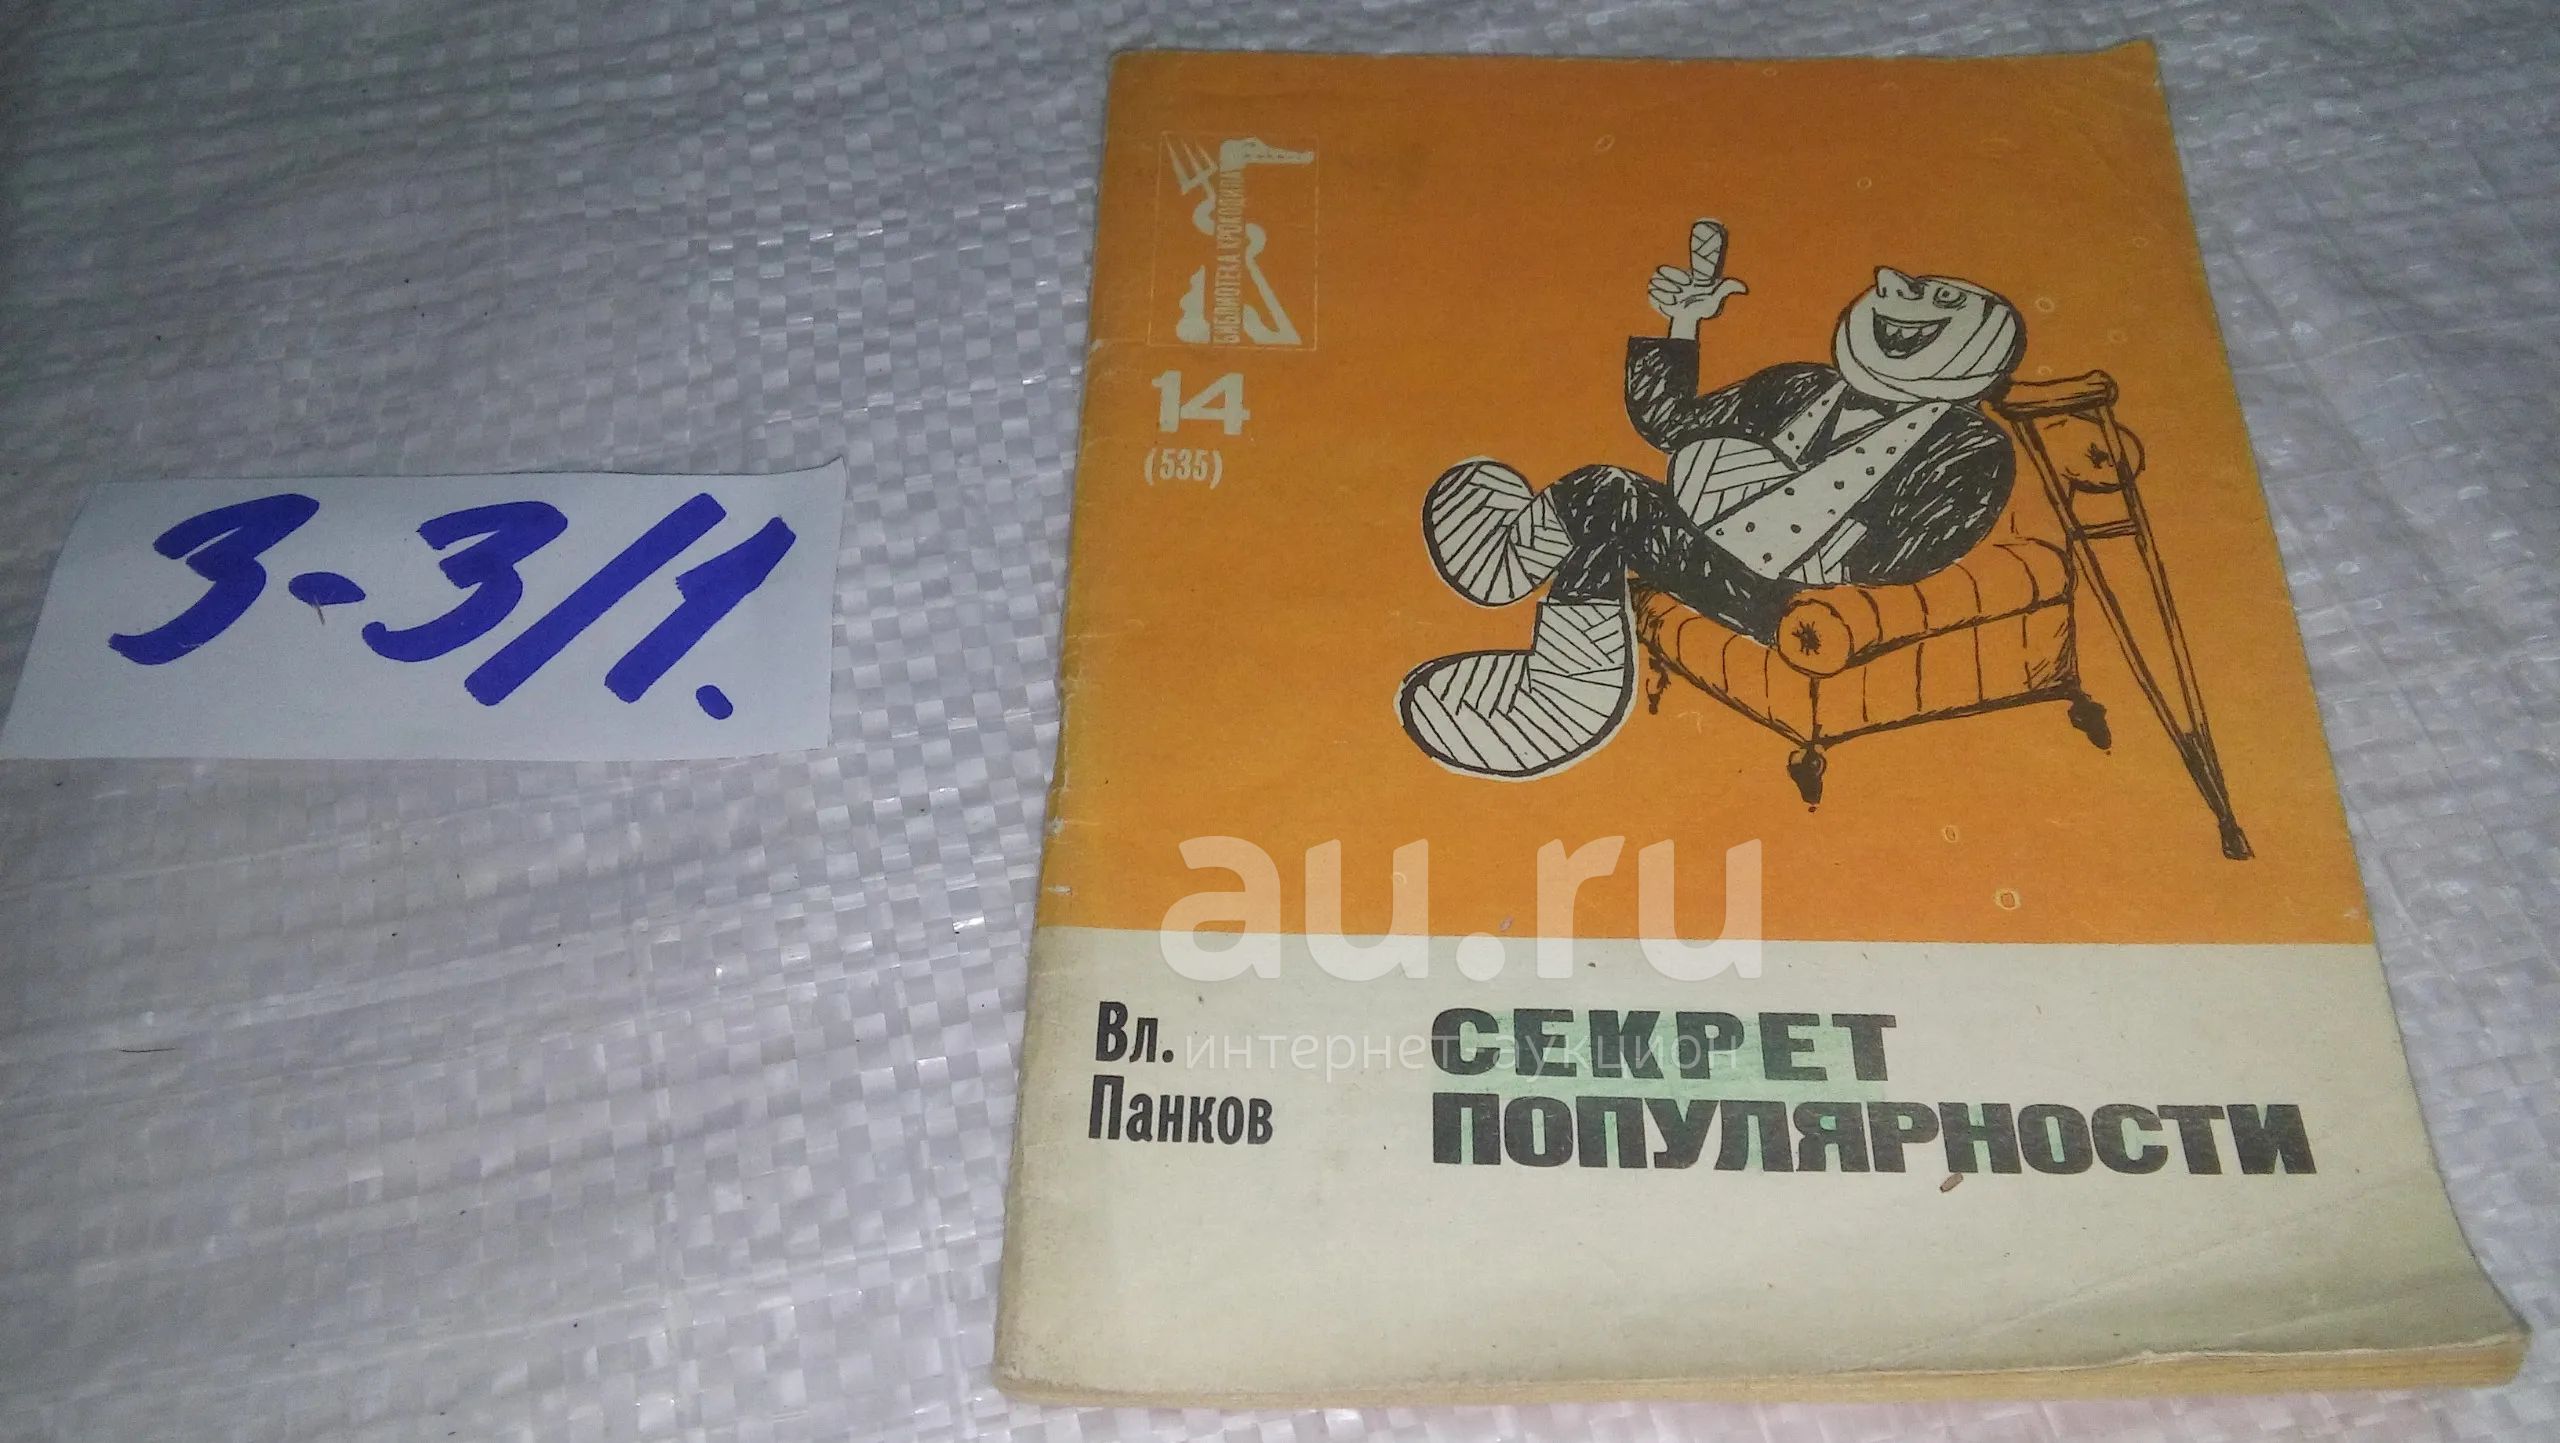 3-3/1.
БИБЛИОТЕКА КРОКОДИЛА
14
(535)
au.ru
интернет-аукцион
Вл.
Панков
СЕКРЕТ
ПОПУЛЯРНОСТИ